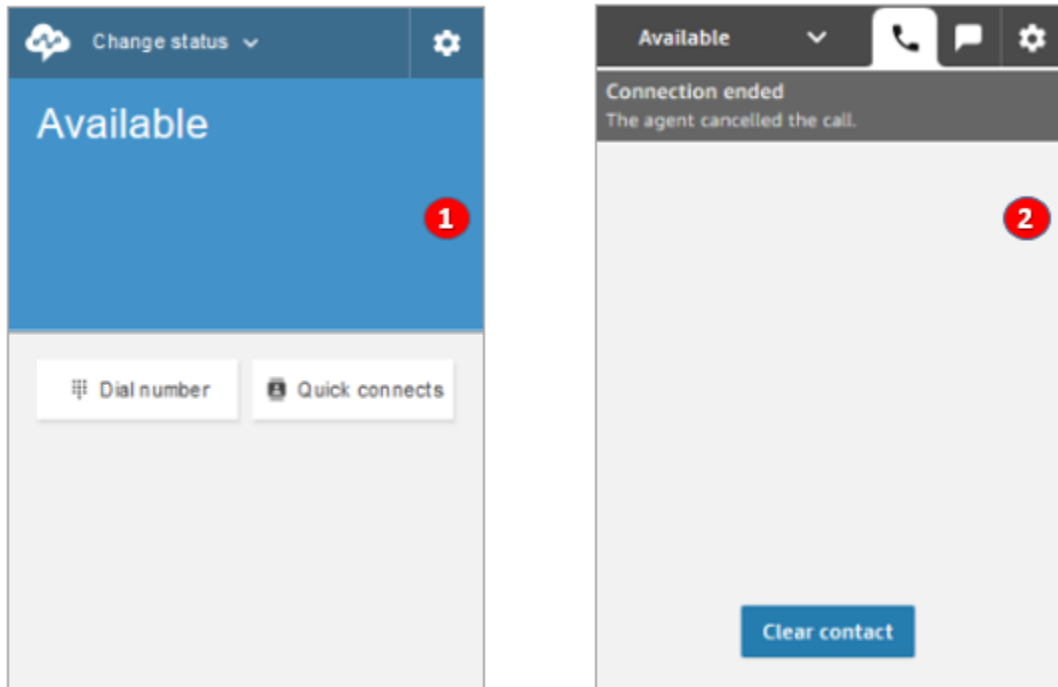 Change status
Available
1
Dial number
Quick connects
Available
Connection ended
The agent cancelled the call.
2
Clear contact